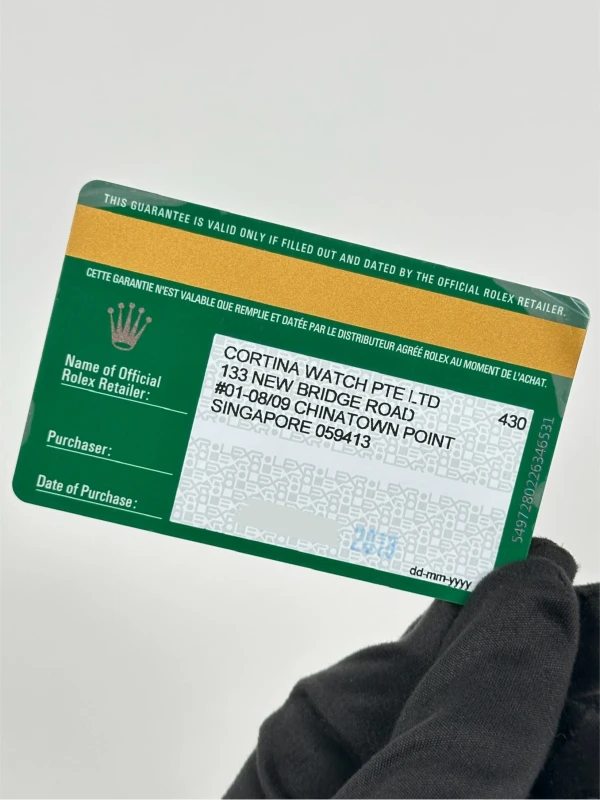 THIS GUARANTEE IS VALID ONLY IF FILLED OUT AND DATED BY THE OFFICIAL ROLEX RETAILER.
CETTE GARANTIE N'EST VALABLE QUE REMPLIE ET DATÉE PAR LE DISTRIBUTEUR AGRÉÉ ROLEX AU MOMENT DE L'ACHAT.
Name of Official
Rolex Retailer:
CORTINA WATCH PTE LTD
133 NEW BRIDGE ROAD
#01-08/09 CHINATOWN POINT
SINGAPORE 059413
430
Purchaser:
Date of Purchase:
dd-mm-yyyy
5497280226346531